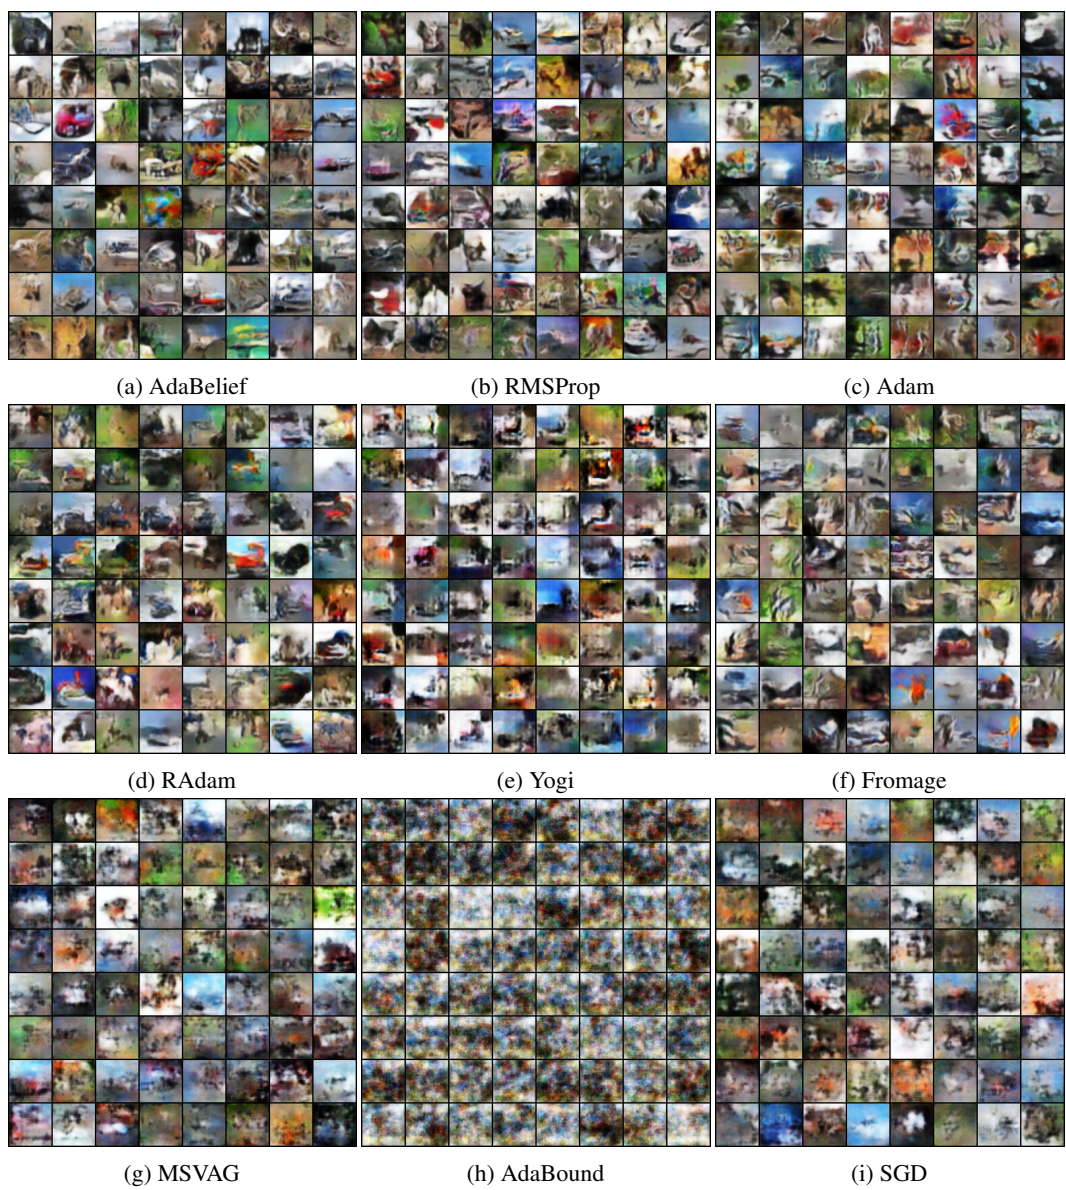 (a) AdaBelief
(b) RMSProp
(c) Adam
(d) RAdam
(e) Yogi
(f) Fromage
(g) MSVAG
(h) AdaBound
(i) SGD